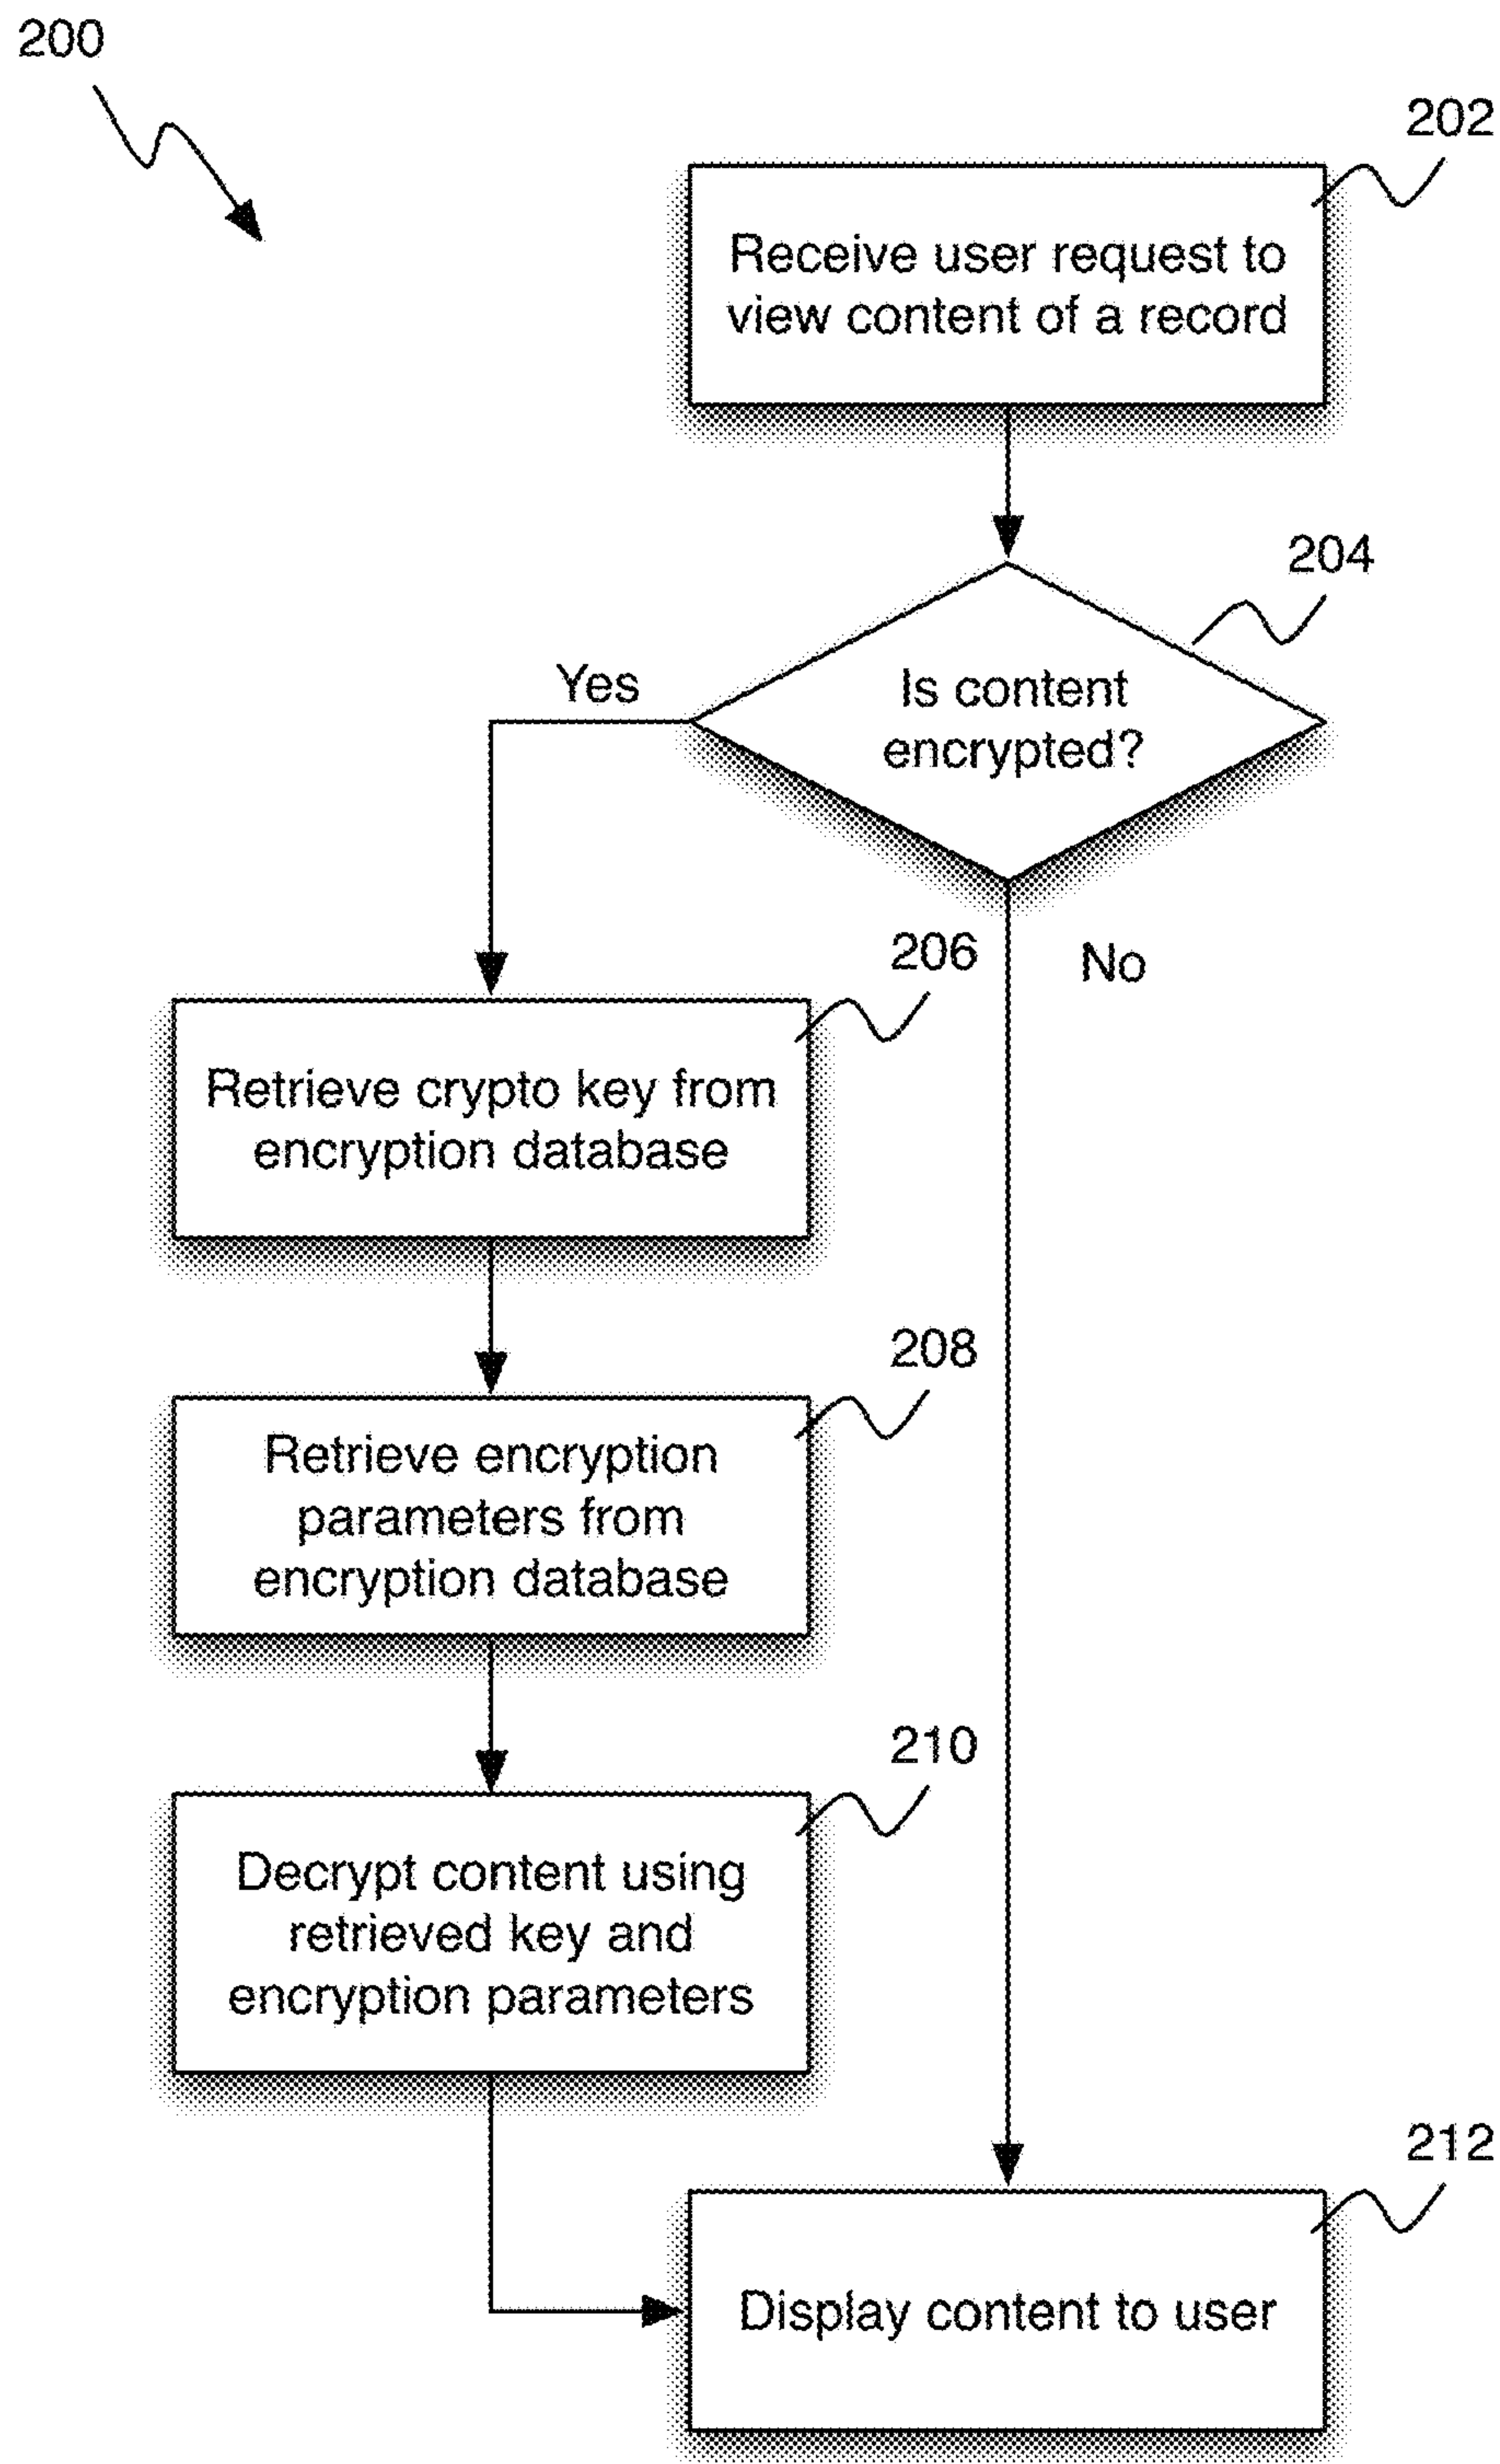 200
202
Receive user request to
view content of a record
204
Is content
encrypted?
Yes
No
206
Retrieve crypto key from
encryption database
208
Retrieve encryption
parameters from
encryption database
210
Decrypt content using
retrieved key and
encryption parameters
212
Display content to user